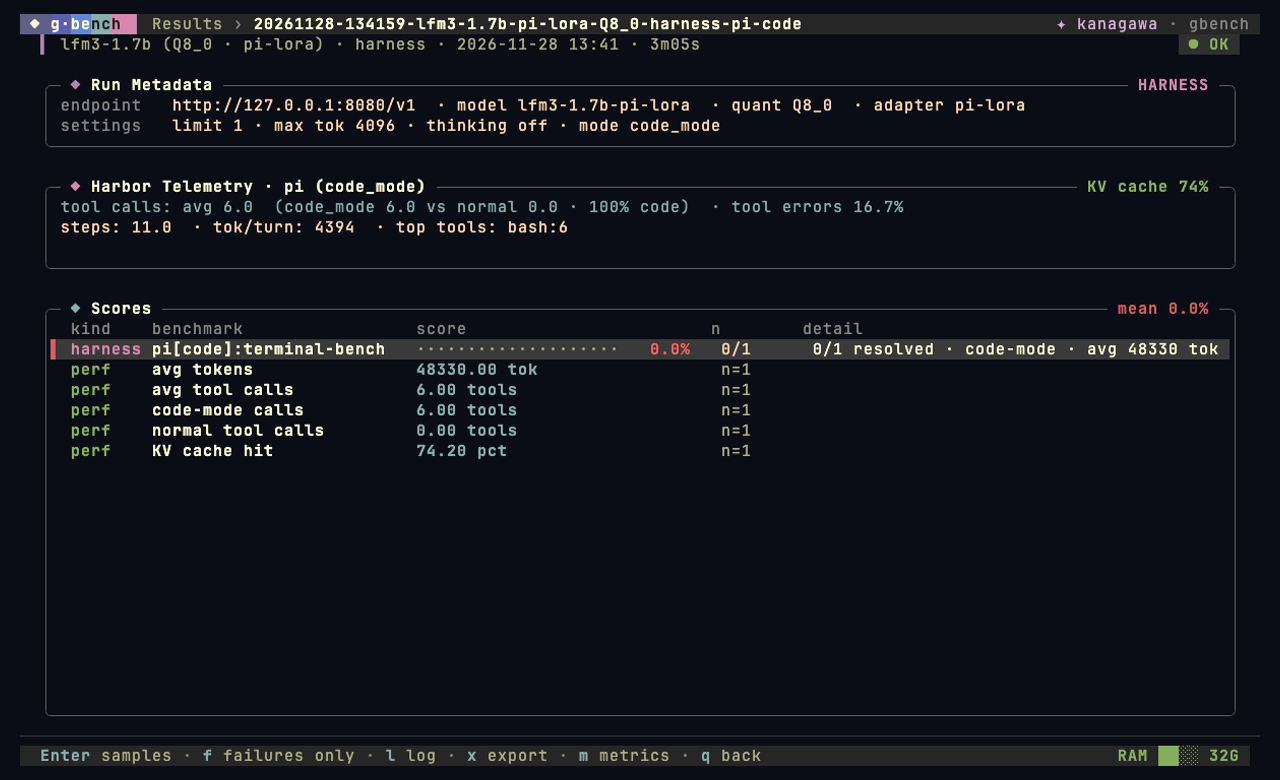 ◆ g·bench Results › 20261128-134159-lfm3-1.7b-pi-lora-Q8_0-harness-pi-code ✦ kanagawa · gbench
lfm3-1.7b (Q8_0 · pi-lora) · harness · 2026-11-28 13:41 · 3m05s ● OK
◆ Run Metadata HARNESS
endpoint http://127.0.0.1:8080/v1 · model lfm3-1.7b-pi-lora · quant Q8_0 · adapter pi-lora
settings limit 1 · max tok 4096 · thinking off · mode code_mode
◆ Harbor Telemetry · pi (code_mode) KV cache 74%
tool calls: avg 6.0 (code_mode 6.0 vs normal 0.0 · 100% code) · tool errors 16.7%
steps: 11.0 · tok/turn: 4394 · top tools: bash:6
◆ Scores mean 0.0%
kind benchmark score n detail
harness pi[code]:terminal-bench ···················· 0.0% 0/1 0/1 resolved · code-mode · avg 48330 tok
perf avg tokens 48330.00 tok n=1
perf avg tool calls 6.00 tools n=1
perf code-mode calls 6.00 tools n=1
perf normal tool calls 0.00 tools n=1
perf KV cache hit 74.20 pct n=1
Enter samples · f failures only · l log · x export · m metrics · q back RAM 32G